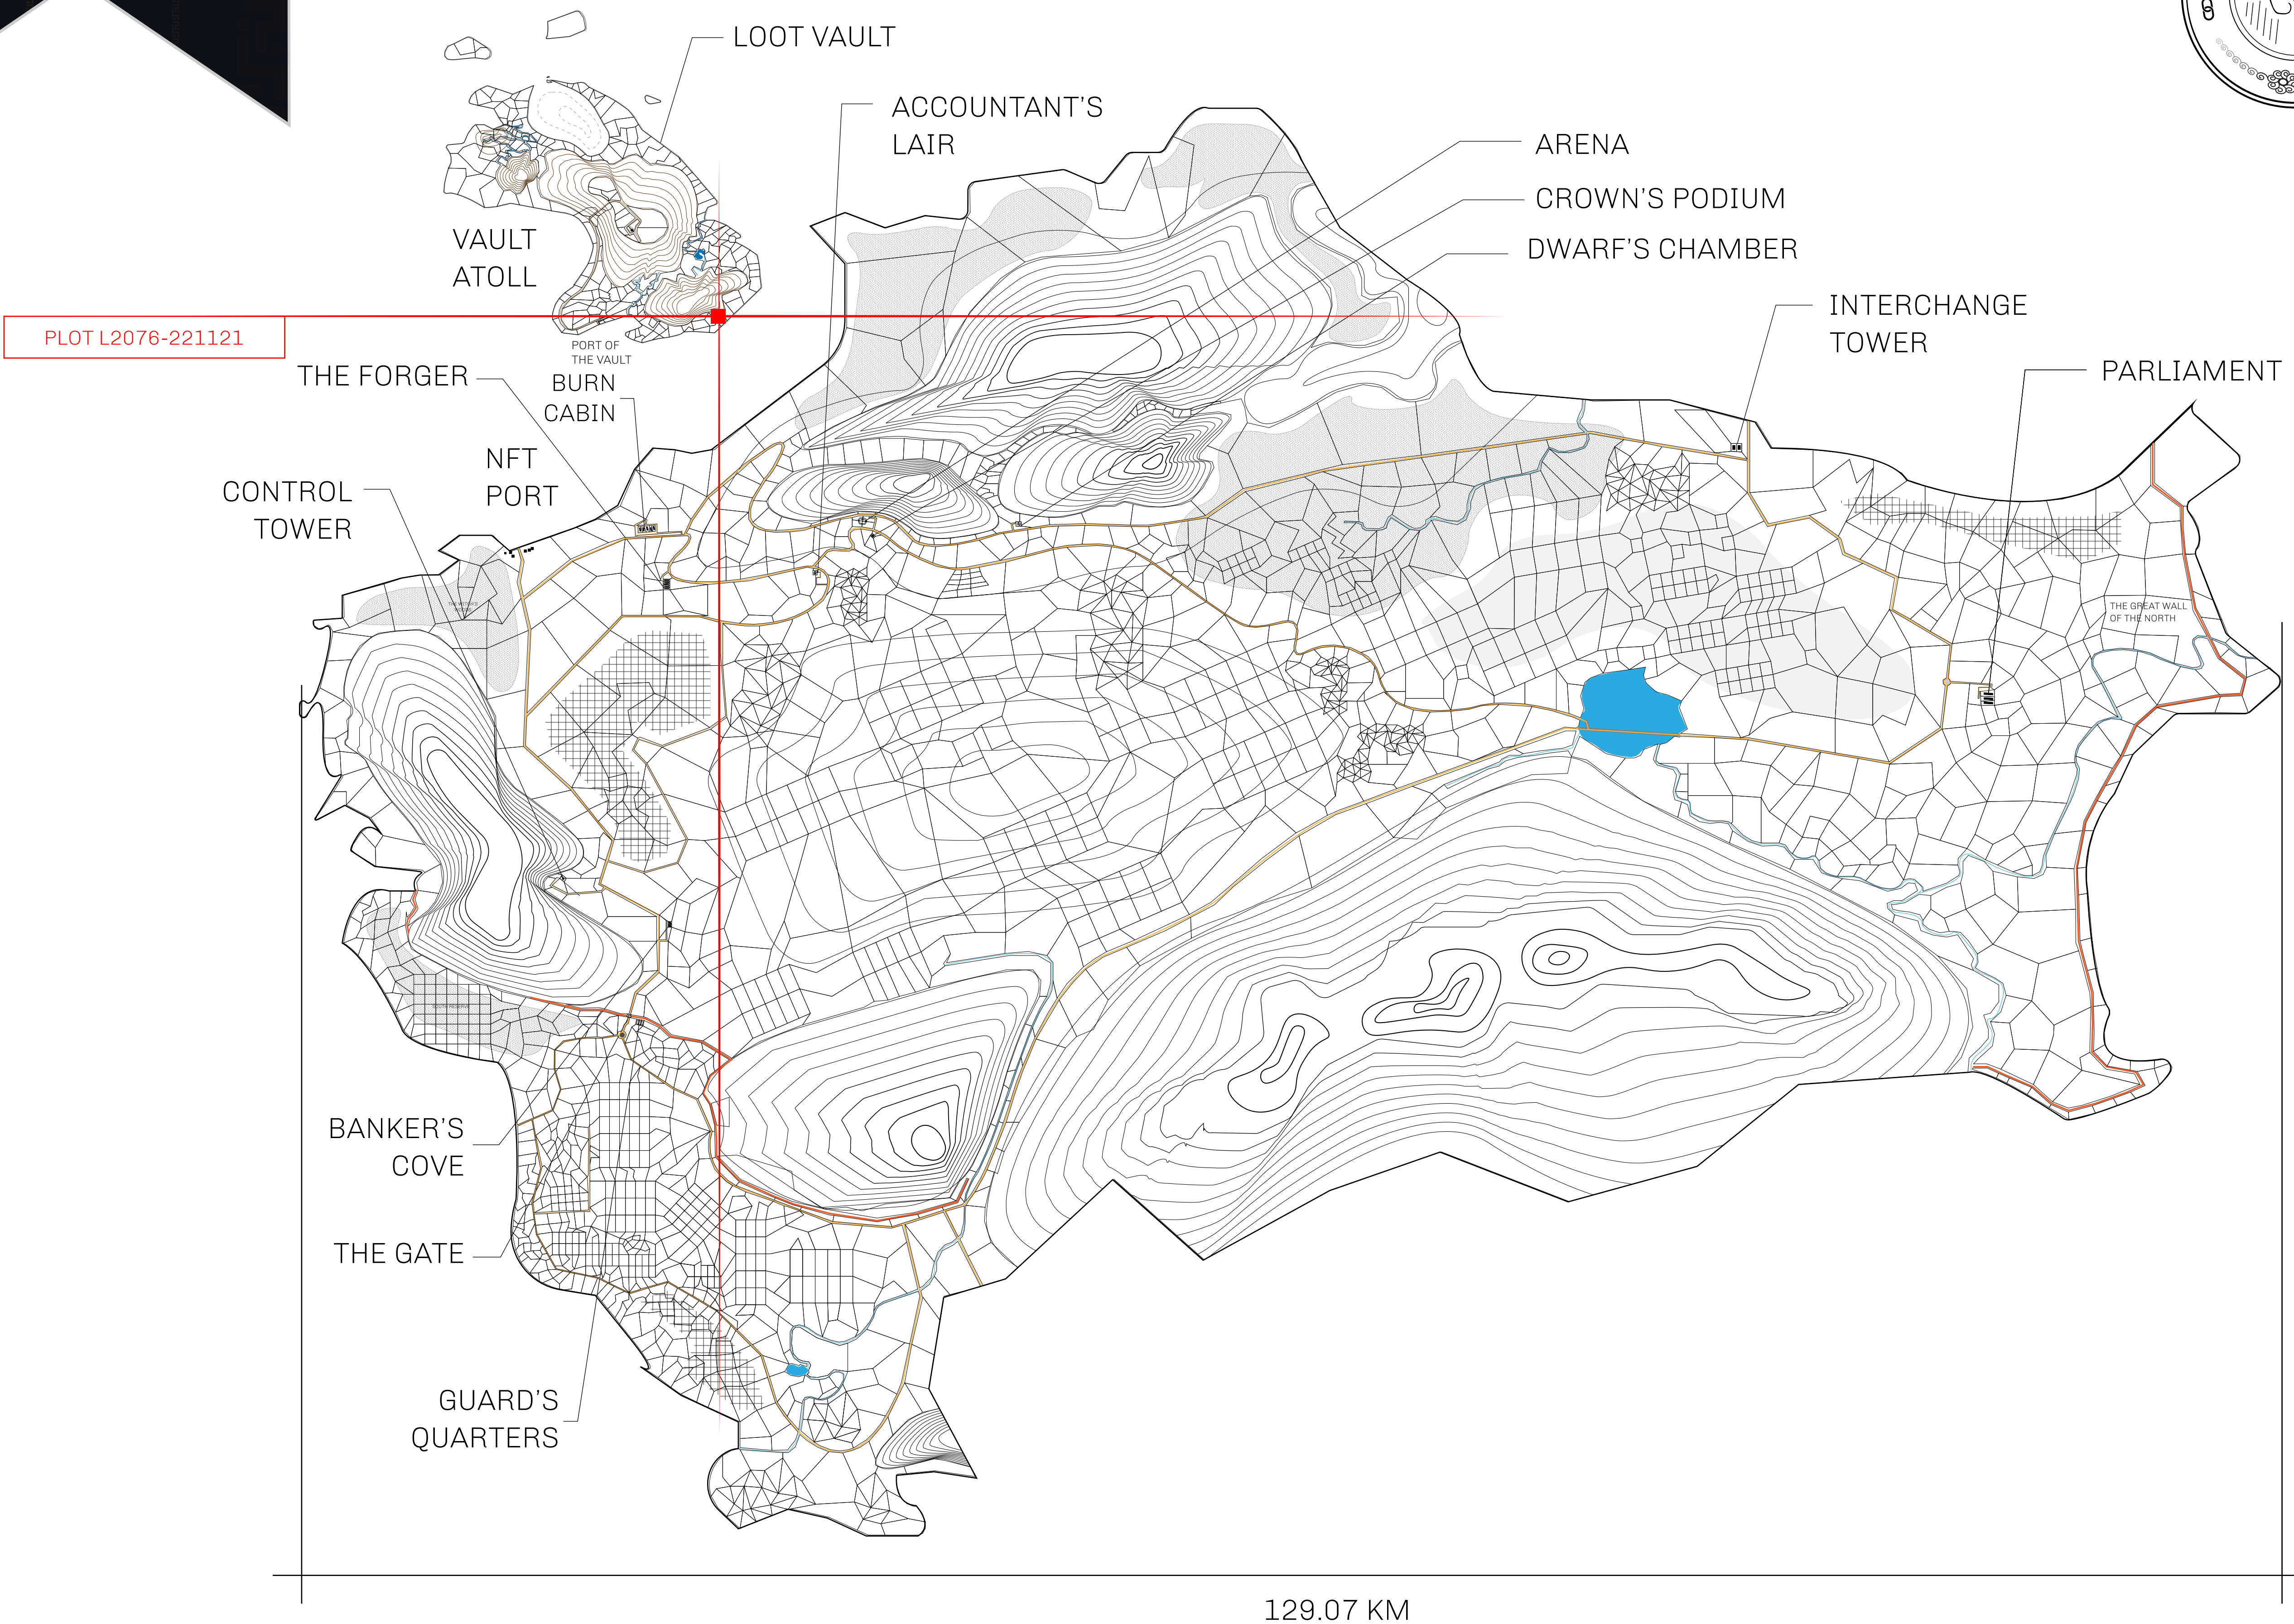 LOOT VAULT
ACCOUNTANT'S
LAIR
ARENA
CROWN'S PODIUM
DWARF'S CHAMBER
VAULT
ATOLL
INTERCHANGE
TOWER
PLOT L2076-221121
PORT OF
THE VAULT
THE FORGER
BURN
CABIN
PARLIAMENT
NFT
PORT
CONTROL
TOWER
THE GREAT WALL
OF THE NORTH
BANKER'S
COVE
THE GATE
GUARD'S
QUARTERS
129.07 KM